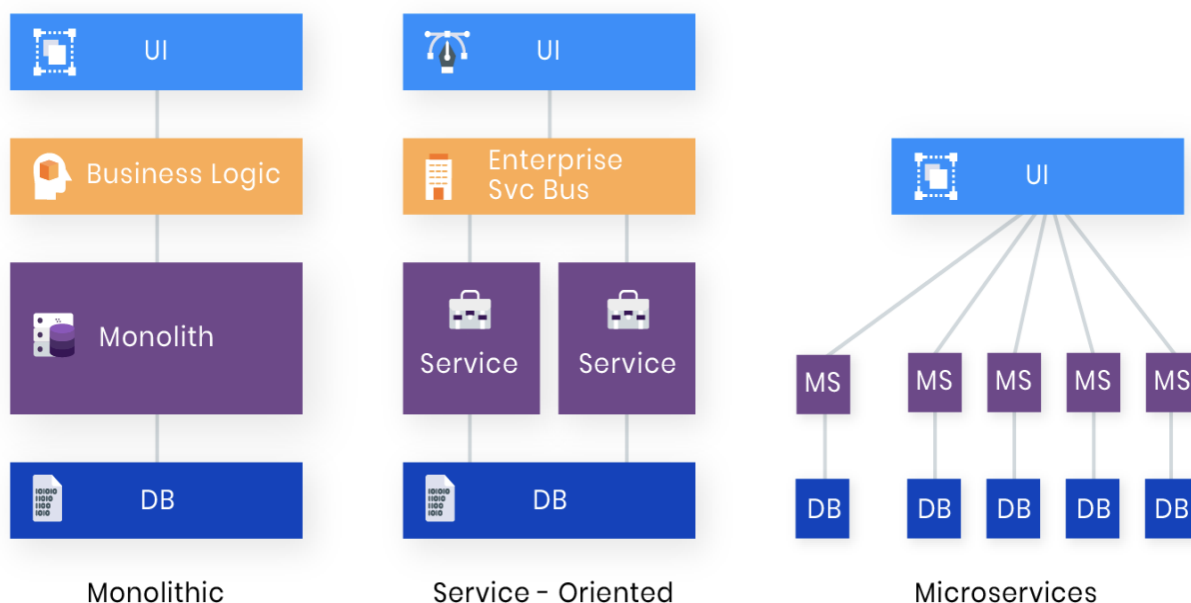 UI
Business Logic
Monolith
DB
Monolithic
UI
Enterprise
Svc Bus
Service
Service
DB
Service - Oriented
UI
MS
MS
MS
MS
MS
DB
DB
DB
DB
DB
Microservices